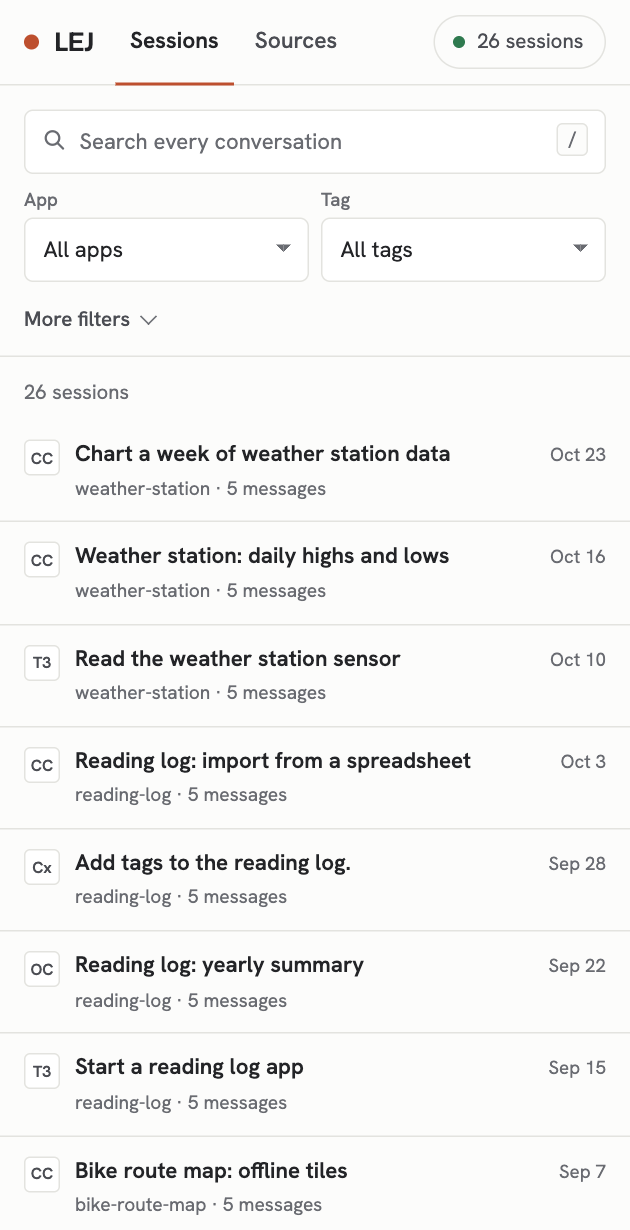 LEJ
Sessions
Sources
26 sessions
Search every conversation
/
App
Tag
All apps
All tags
More filters
26 sessions
CC
Chart a week of weather station data
Oct 23
weather-station · 5 messages
CC
Weather station: daily highs and lows
Oct 16
weather-station · 5 messages
T3
Read the weather station sensor
Oct 10
weather-station · 5 messages
CC
Reading log: import from a spreadsheet
Oct 3
reading-log · 5 messages
Cx
Add tags to the reading log.
Sep 28
reading-log · 5 messages
OC
Reading log: yearly summary
Sep 22
reading-log · 5 messages
T3
Start a reading log app
Sep 15
reading-log · 5 messages
CC
Bike route map: offline tiles
Sep 7
bike-route-map · 5 messages